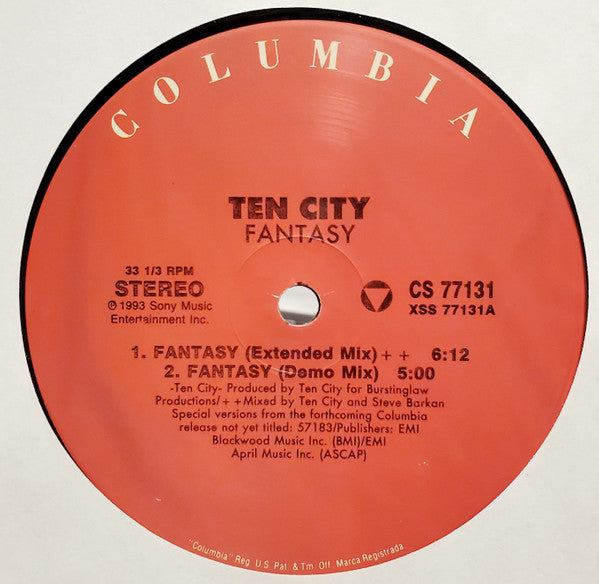 COLUMBIA
TEN CITY
FANTASY
33 1/3 RPM
STEREO
℗ 1993 Sony Music
Entertainment Inc.
CS 77131
XSS 77131A
1. FANTASY (Extended Mix) + + 6:12
2. FANTASY (Demo Mix) 5:00
-Ten City- Produced by Ten City for Burstinglaw
Productions/+ +Mixed by Ten City and Steve Barkan
Special versions from the forthcoming Columbia
release not yet titled: 57183/Publishers: EMI
Blackwood Music Inc. (BMI)/EMI
April Music Inc. (ASCAP)
"Columbia" Reg. U.S. Pat. & Tm. Off. Marca Registrada